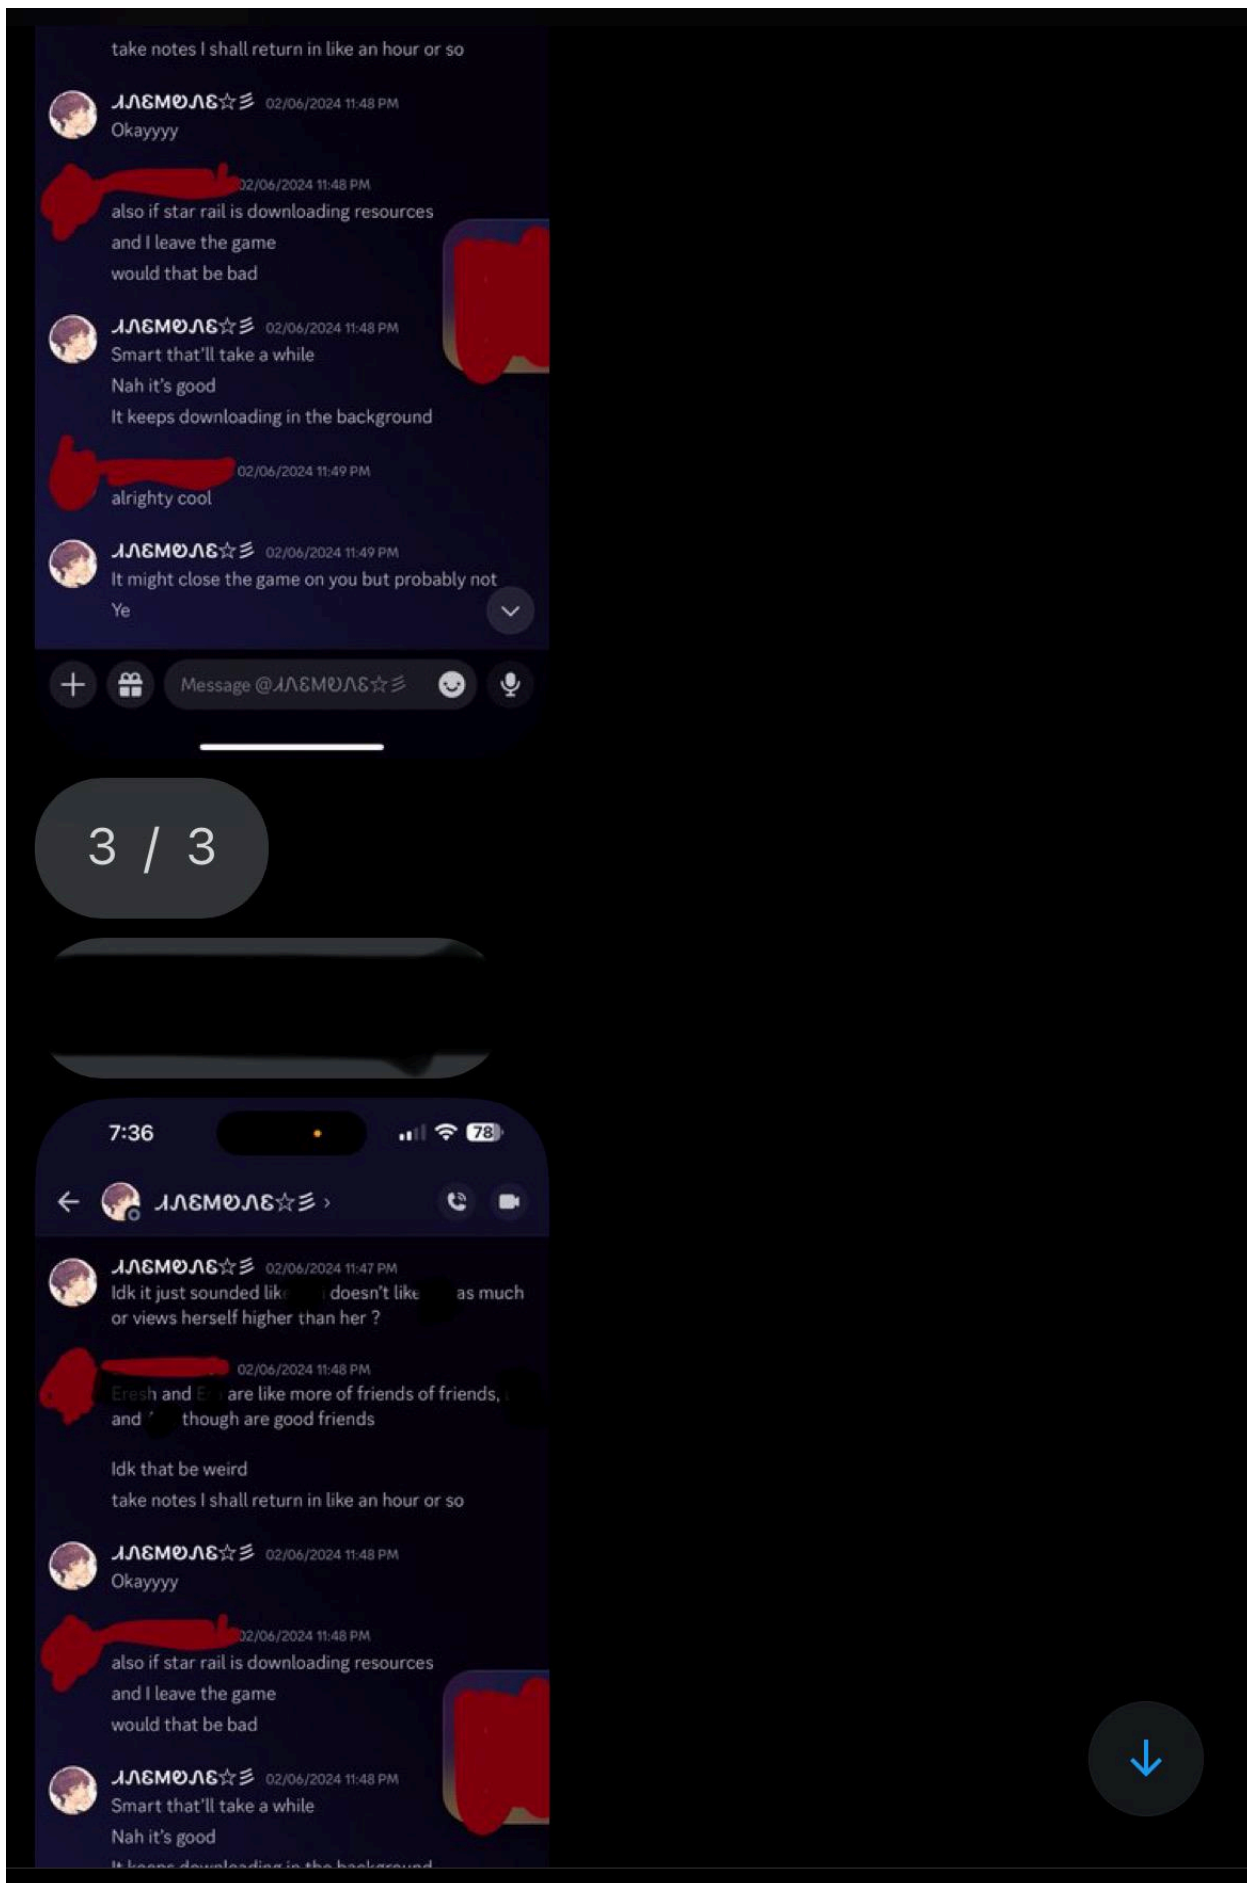 take notes I shall return in like an hour or so
ᏗᏁᏋᎷᎧᏁᏋ☆彡 02/06/2024 11:48 PM
Okayyyy
02/06/2024 11:48 PM
also if star rail is downloading resources
and I leave the game
would that be bad
ᏗᏁᏋᎷᎧᏁᏋ☆彡 02/06/2024 11:48 PM
Smart that'll take a while
Nah it's good
It keeps downloading in the background
02/06/2024 11:49 PM
alrighty cool
ᏗᏁᏋᎷᎧᏁᏋ☆彡 02/06/2024 11:49 PM
It might close the game on you but probably not
Ye
Message @ᏗᏁᏋᎷᎧᏁᏋ☆彡
3 / 3
7:36 78
ᏗᏁᏋᎷᎧᏁᏋ☆彡 ›
ᏗᏁᏋᎷᎧᏁᏋ☆彡 02/06/2024 11:47 PM
Idk it just sounded like doesn't like as much
or views herself higher than her ?
02/06/2024 11:48 PM
Eresh and are like more of friends of friends,
and though are good friends
Idk that be weird
take notes I shall return in like an hour or so
ᏗᏁᏋᎷᎧᏁᏋ☆彡 02/06/2024 11:48 PM
Okayyyy
02/06/2024 11:48 PM
also if star rail is downloading resources
and I leave the game
would that be bad
ᏗᏁᏋᎷᎧᏁᏋ☆彡 02/06/2024 11:48 PM
Smart that'll take a while
Nah it's good
It keeps downloading in the background